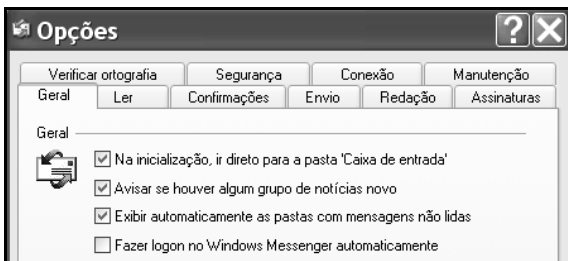 Opções
Verificar ortografia Segurança Conexão Manutenção
Geral Ler Confirmações Envio Redação Assinaturas
Geral
Na inicialização, ir direto para a pasta 'Caixa de entrada'
Avisar se houver algum grupo de notícias novo
Exibir automaticamente as pastas com mensagens não lidas
Fazer logon no Windows Messenger automaticamente